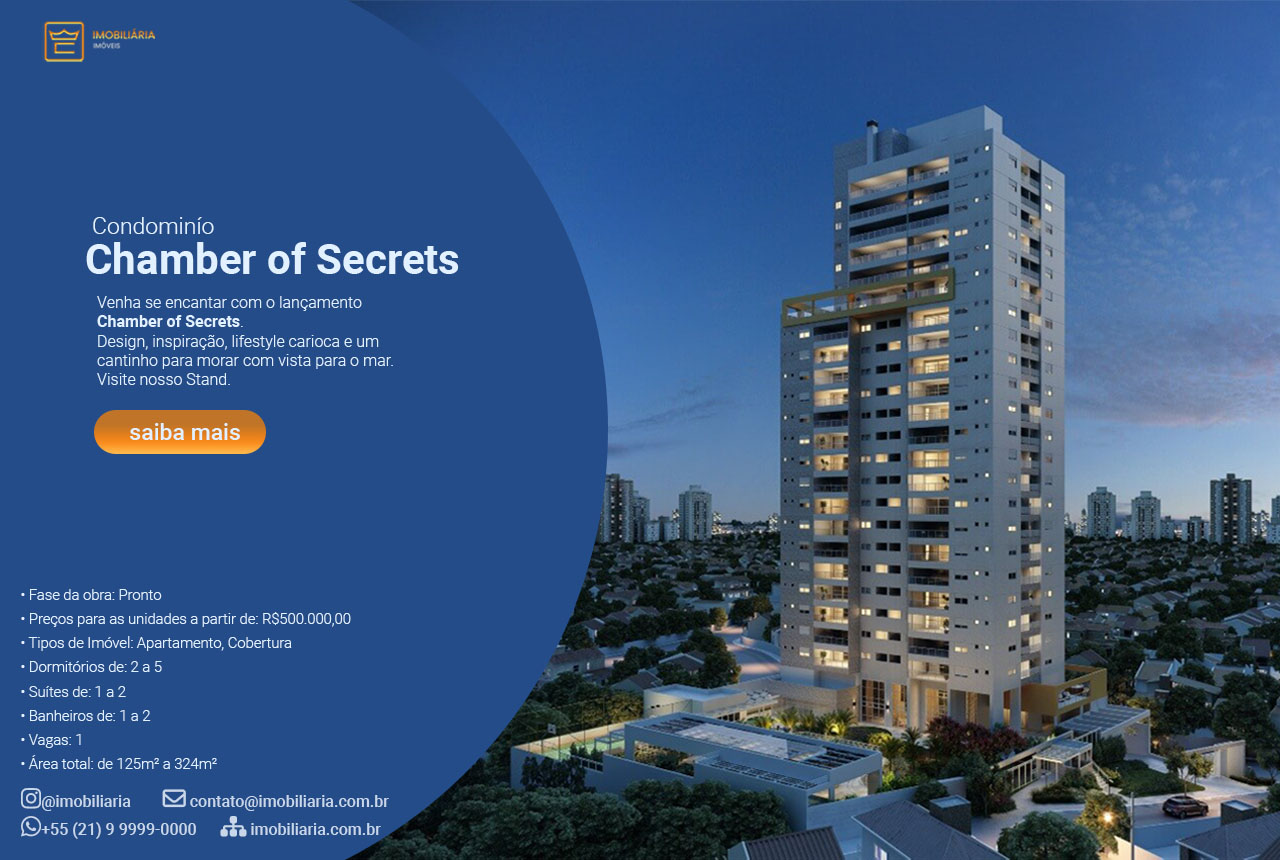 IMOBILIÁRIA
IMÓVEIS
Condominío
Chamber of Secrets
Venha se encantar com o lançamento
Chamber of Secrets.
Design, inspiração, lifestyle carioca e um
cantinho para morar com vista para o mar.
Visite nosso Stand.
saiba mais
• Fase da obra: Pronto
• Preços para as unidades a partir de: R$500.000,00
• Tipos de Imóvel: Apartamento, Cobertura
• Dormitórios de: 2 a 5
• Suítes de: 1 a 2
• Banheiros de: 1 a 2
• Vagas: 1
• Área total: de 125m² a 324m²
@imobiliaria contato@imobiliaria.com.br
+55 (21) 9 9999-0000 imobiliaria.com.br